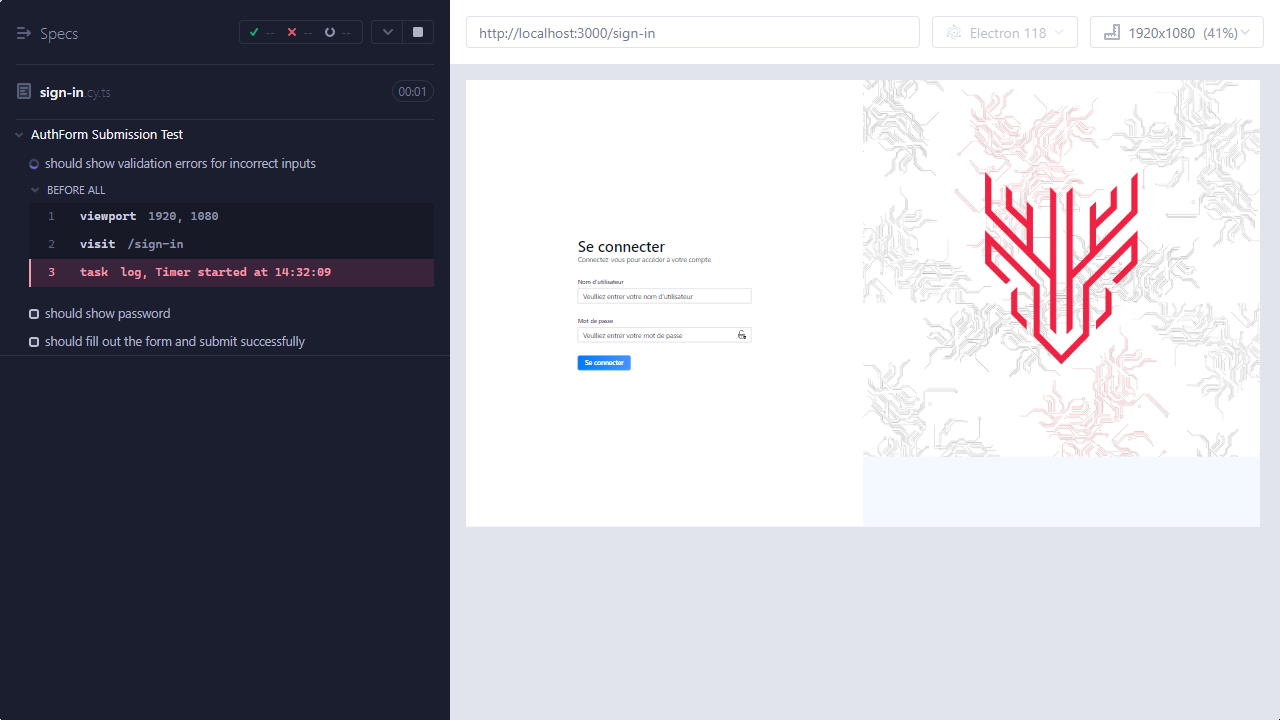 Specs
-- -- --
sign-in.cy.ts
00:01
AuthForm Submission Test
should show validation errors for incorrect inputs
BEFORE ALL
1 viewport 1920, 1080
2 visit /sign-in
3 task log, Timer started at 14:32:09
should show password
should fill out the form and submit successfully
http://localhost:3000/sign-in
Electron 118
1920x1080 (41%)
Se connecter
Connectez-vous pour accéder à votre compte
Nom d'utilisateur
Veuillez entrer votre nom d'utilisateur
Mot de passe
Veuillez entrer votre mot de passe
Se connecter